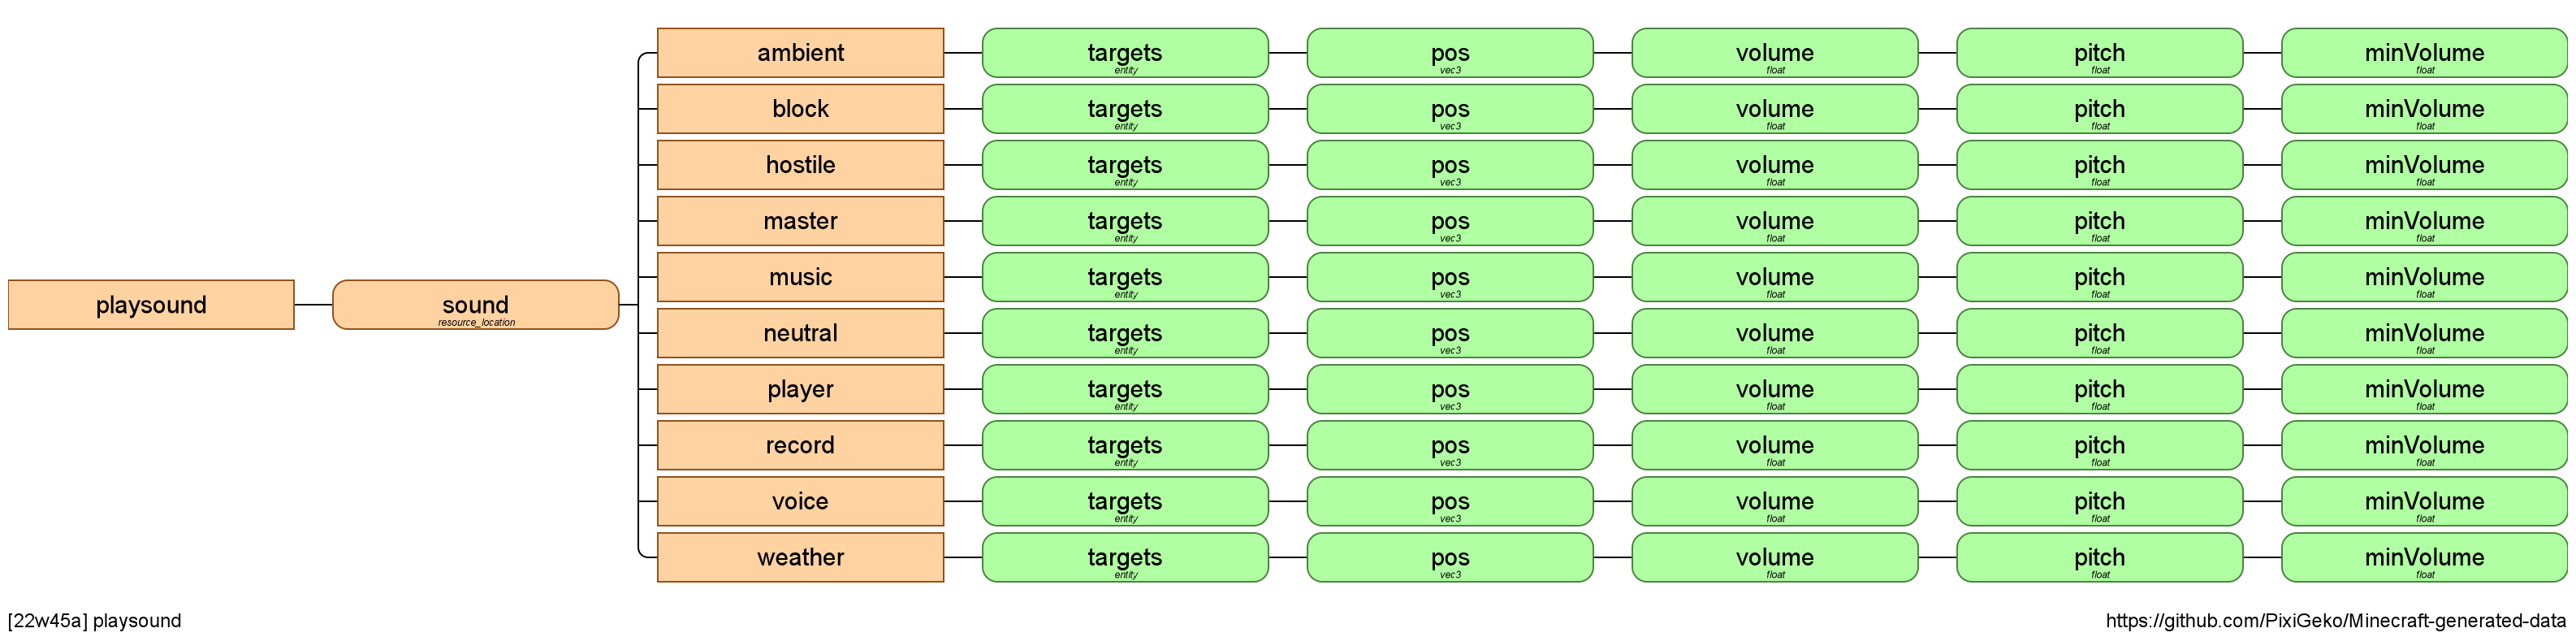 ambient targets pos volume pitch minVolume
entity vec3 float float float
block targets pos volume pitch minVolume
entity vec3 float float float
hostile targets pos volume pitch minVolume
entity vec3 float float float
master targets pos volume pitch minVolume
entity vec3 float float float
music targets pos volume pitch minVolume
entity vec3 float float float
playsound sound
resource_location
neutral targets pos volume pitch minVolume
entity vec3 float float float
player targets pos volume pitch minVolume
entity vec3 float float float
record targets pos volume pitch minVolume
entity vec3 float float float
voice targets pos volume pitch minVolume
entity vec3 float float float
weather targets pos volume pitch minVolume
entity vec3 float float float
[22w45a] playsound https://github.com/PixiGeko/Minecraft-generated-data